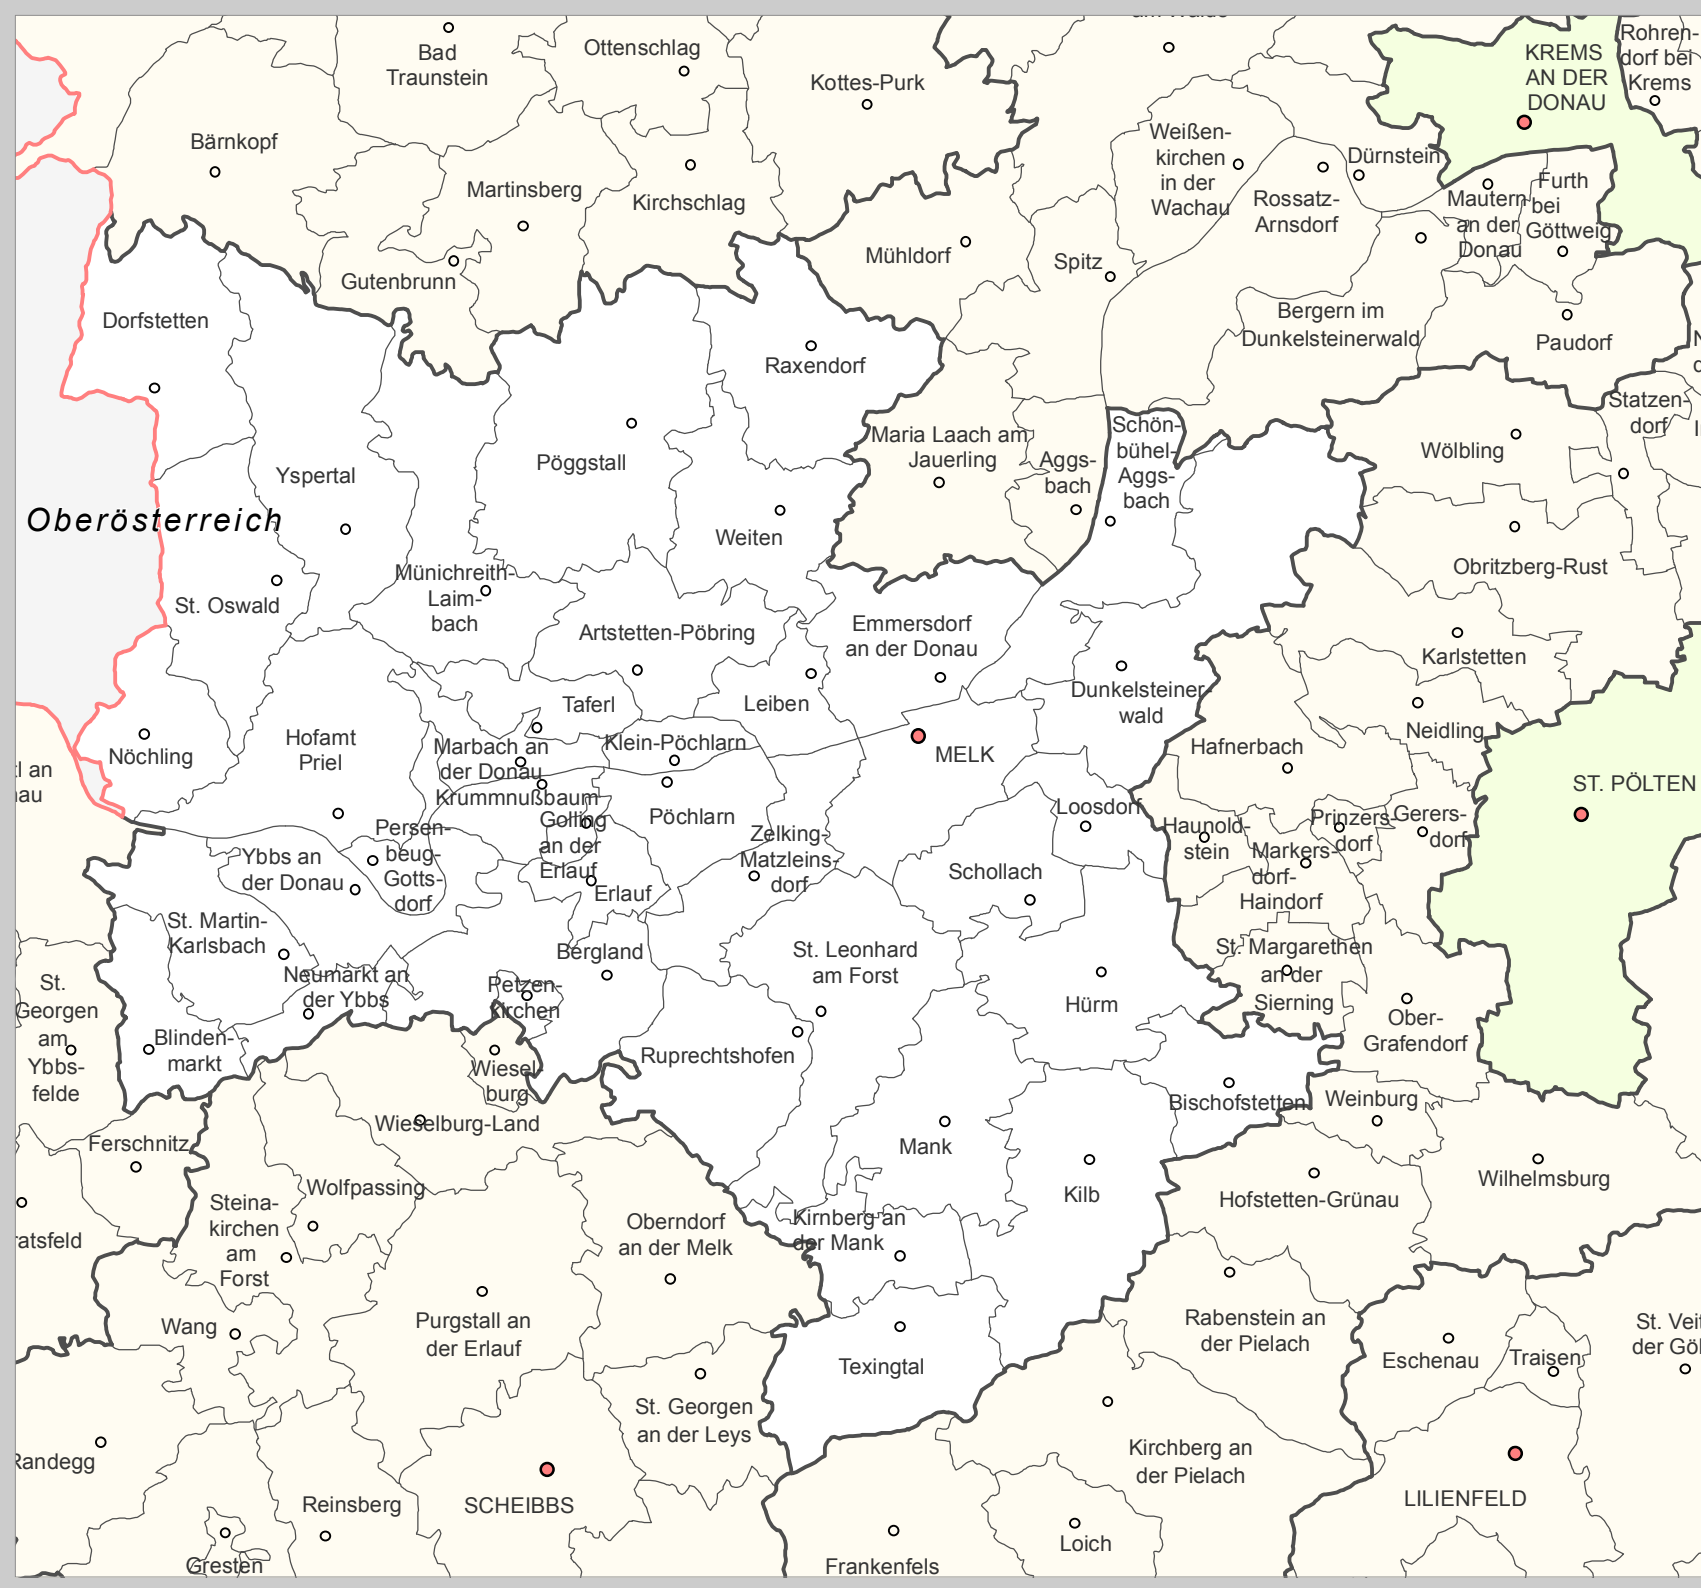 Ottenschlag
Bad
Traunstein
Kottes-Purk
KREMS
AN DER
DONAU
Rohren-
dorf bei
Krems
Bärnkopf
Martinsberg
Kirchschlag
Weißen-
kirchen
in der
Wachau
Dürnstein
Rossatz-
Arnsdorf
Mautern
an der
Donau
Furth
bei
Göttweig
Gutenbrunn
Mühldorf
Spitz
Bergern im
Dunkelsteinerwald
Paudorf
Dorfstetten
Raxendorf
Statzen-
dorf
Maria Laach am
Jauerling
Aggs-
bach
Schön-
bühel-
Aggs-
bach
Wölbling
Yspertal
Pöggstall
Oberösterreich
Weiten
Obritzberg-Rust
Münichreith-
Laim-
bach
St. Oswald
Artstetten-Pöbring
Emmersdorf
an der Donau
Karlstetten
Dunkelsteiner-
wald
Taferl
Leiben
Neidling
Nöchling
Hofamt
Priel
Marbach an
der Donau
Klein-Pöchlarn
MELK
Hafnerbach
ST. PÖLTEN
Krummnußbaum
Golling
an der
Erlauf
Pöchlarn
Loosdorf
Haunold-
stein
Prinzers-
dorf
Gerers-
dorf
Markers-
dorf-
Haindorf
Persen-
beug-
Gotts-
dorf
Ybbs an
der Donau
Zelking-
Matzleins-
dorf
Schollach
Erlauf
St. Martin-
Karlsbach
Bergland
St. Leonhard
am Forst
St. Margarethen
an der
Sierning
Neumarkt an
der Ybbs
Petzen-
kirchen
Hürm
Ober-
Grafendorf
St.
Georgen
am
Ybbs-
felde
Blinden-
markt
Wiesel-
burg
Ruprechtshofen
Wieselburg-Land
Bischofstetten
Weinburg
Ferschnitz
Mank
Kilb
Wilhelmsburg
Hofstetten-Grünau
Wolfpassing
Steina-
kirchen
am
Forst
Oberndorf
an der Melk
Kirnberg an
der Mank
Wang
Purgstall an
der Erlauf
Texingtal
Rabenstein an
der Pielach
Eschenau
Traisen
St. Georgen
an der Leys
Kirchberg an
der Pielach
Randegg
Reinsberg
SCHEIBBS
LILIENFELD
Loich
Gresten
Frankenfels